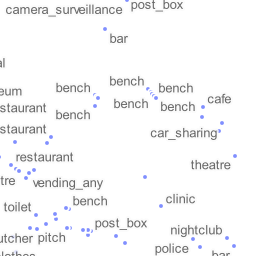 camera_surveillance
post_box
bar
al
bench
bench
bench
eum
bench
bench
cafe
staurant
bench
staurant
car_sharing
restaurant
theatre
tre
vending_any
bench
clinic
toilet
post_box
nightclub
utcher
pitch
police
bar
lothes